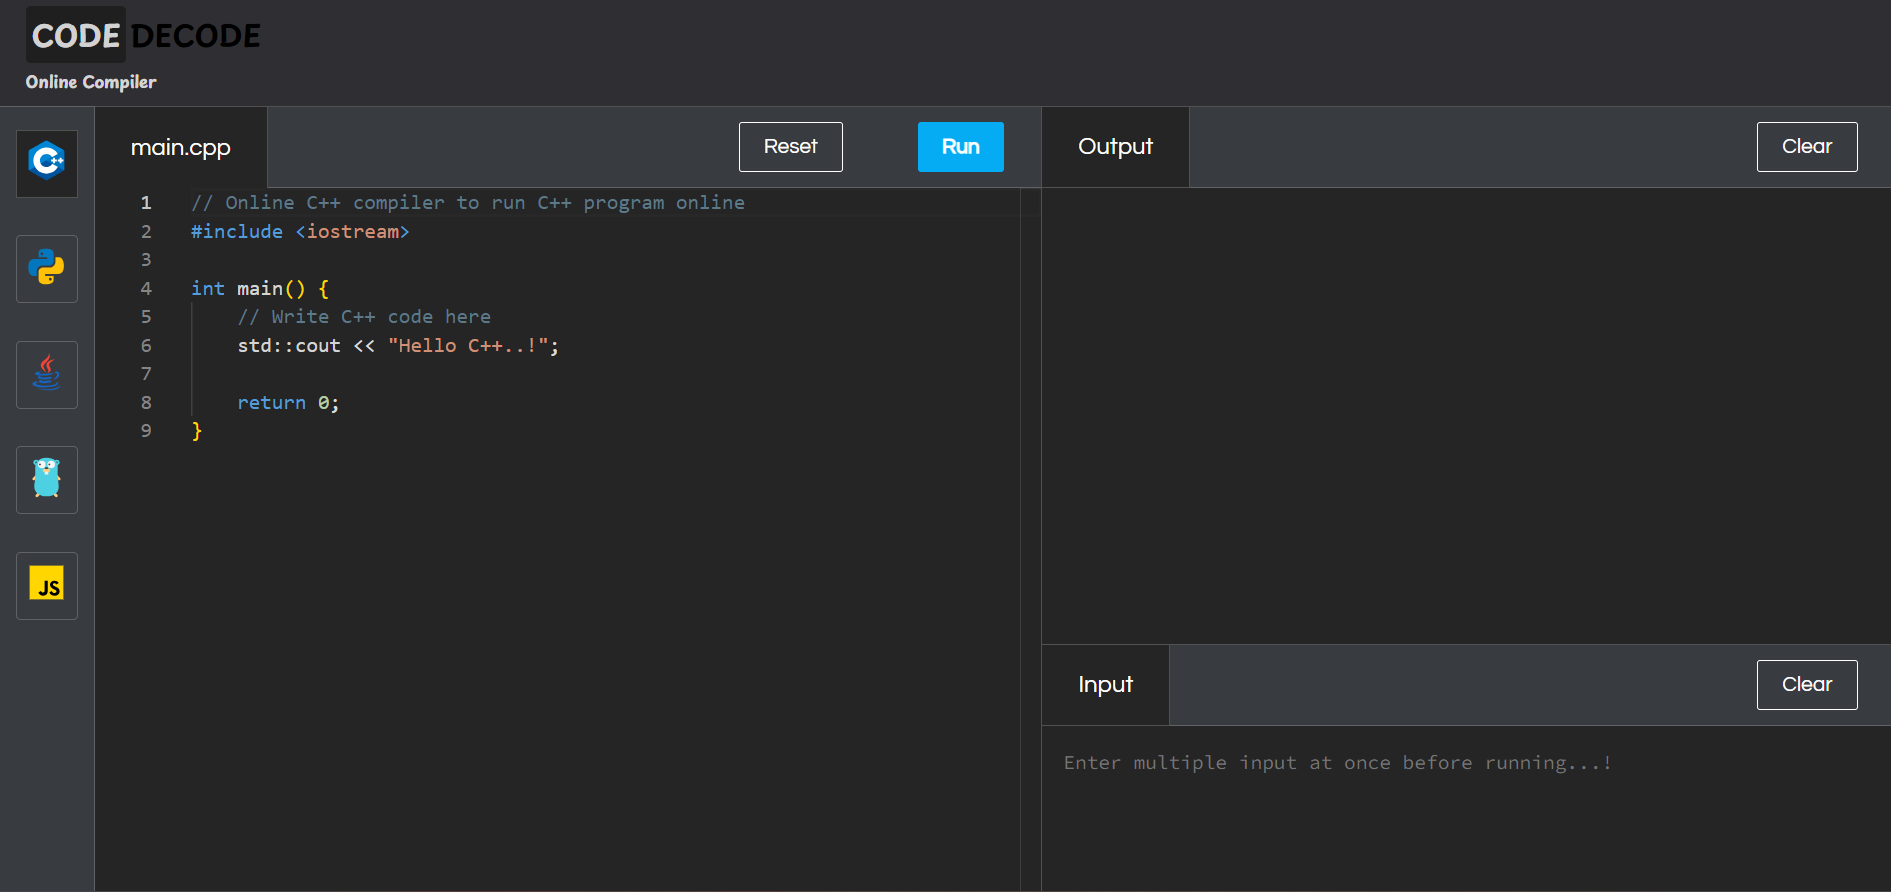 CODE DECODE
Online Compiler
main.cpp
Reset
Run
1 // Online C++ compiler to run C++ program online
2 #include <iostream>
3
4 int main() {
5     // Write C++ code here
6     std::cout << "Hello C++..!";
7
8     return 0;
9 }
JS
Output
Clear
Input
Clear
Enter multiple input at once before running...!